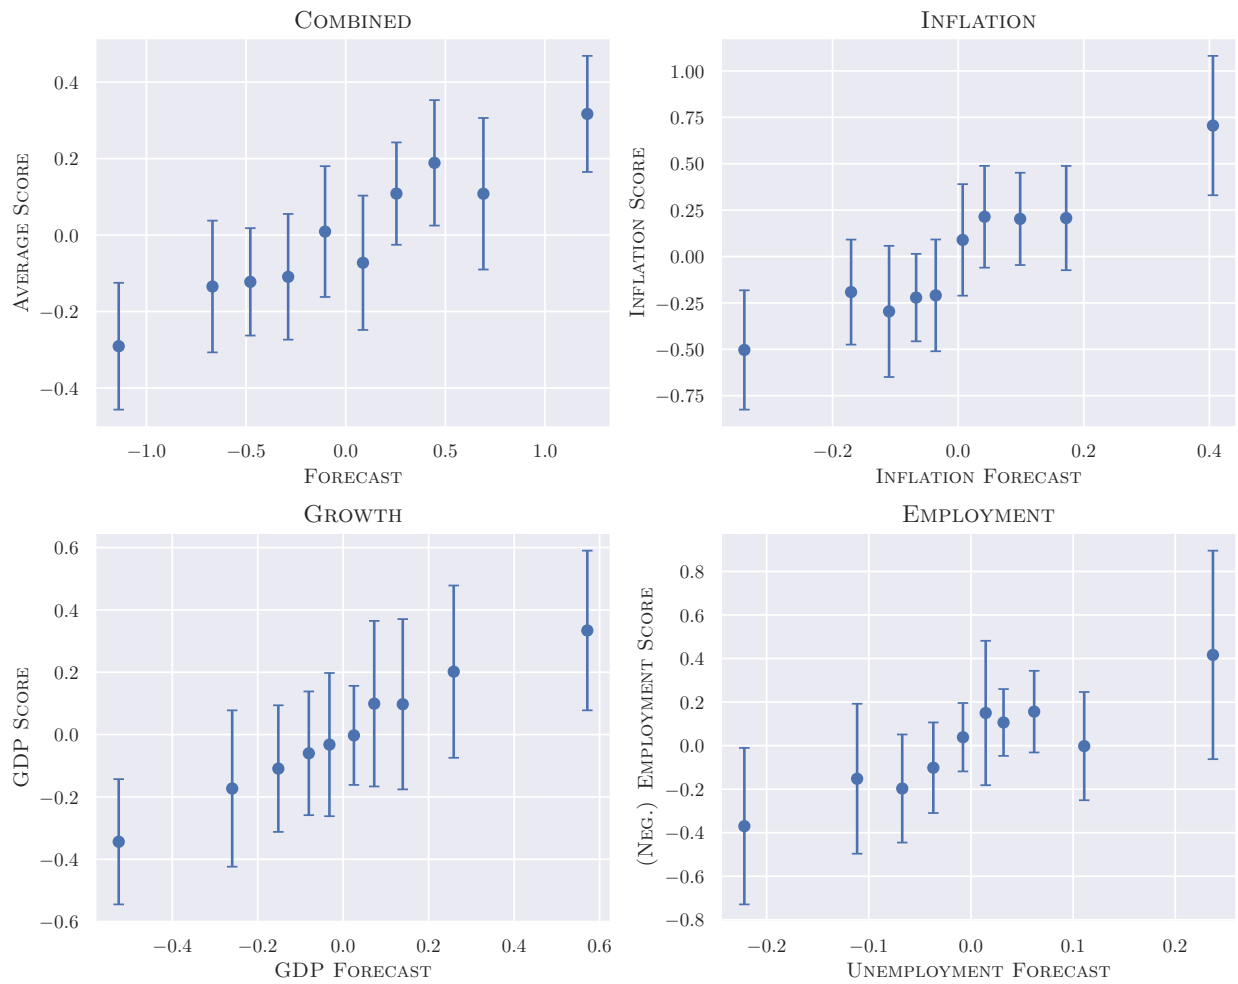 Combined
0.4
0.2
0.0
−0.2
−0.4
Average Score
−1.0 −0.5 0.0 0.5 1.0
Forecast
Inflation
1.00
0.75
0.50
0.25
0.00
−0.25
−0.50
−0.75
Inflation Score
−0.2 0.0 0.2 0.4
Inflation Forecast
Growth
0.6
0.4
0.2
0.0
−0.2
−0.4
−0.6
GDP Score
−0.4 −0.2 0.0 0.2 0.4 0.6
GDP Forecast
Employment
0.8
0.6
0.4
0.2
0.0
−0.2
−0.4
−0.6
−0.8
(Neg.) Employment Score
−0.2 −0.1 0.0 0.1 0.2
Unemployment Forecast